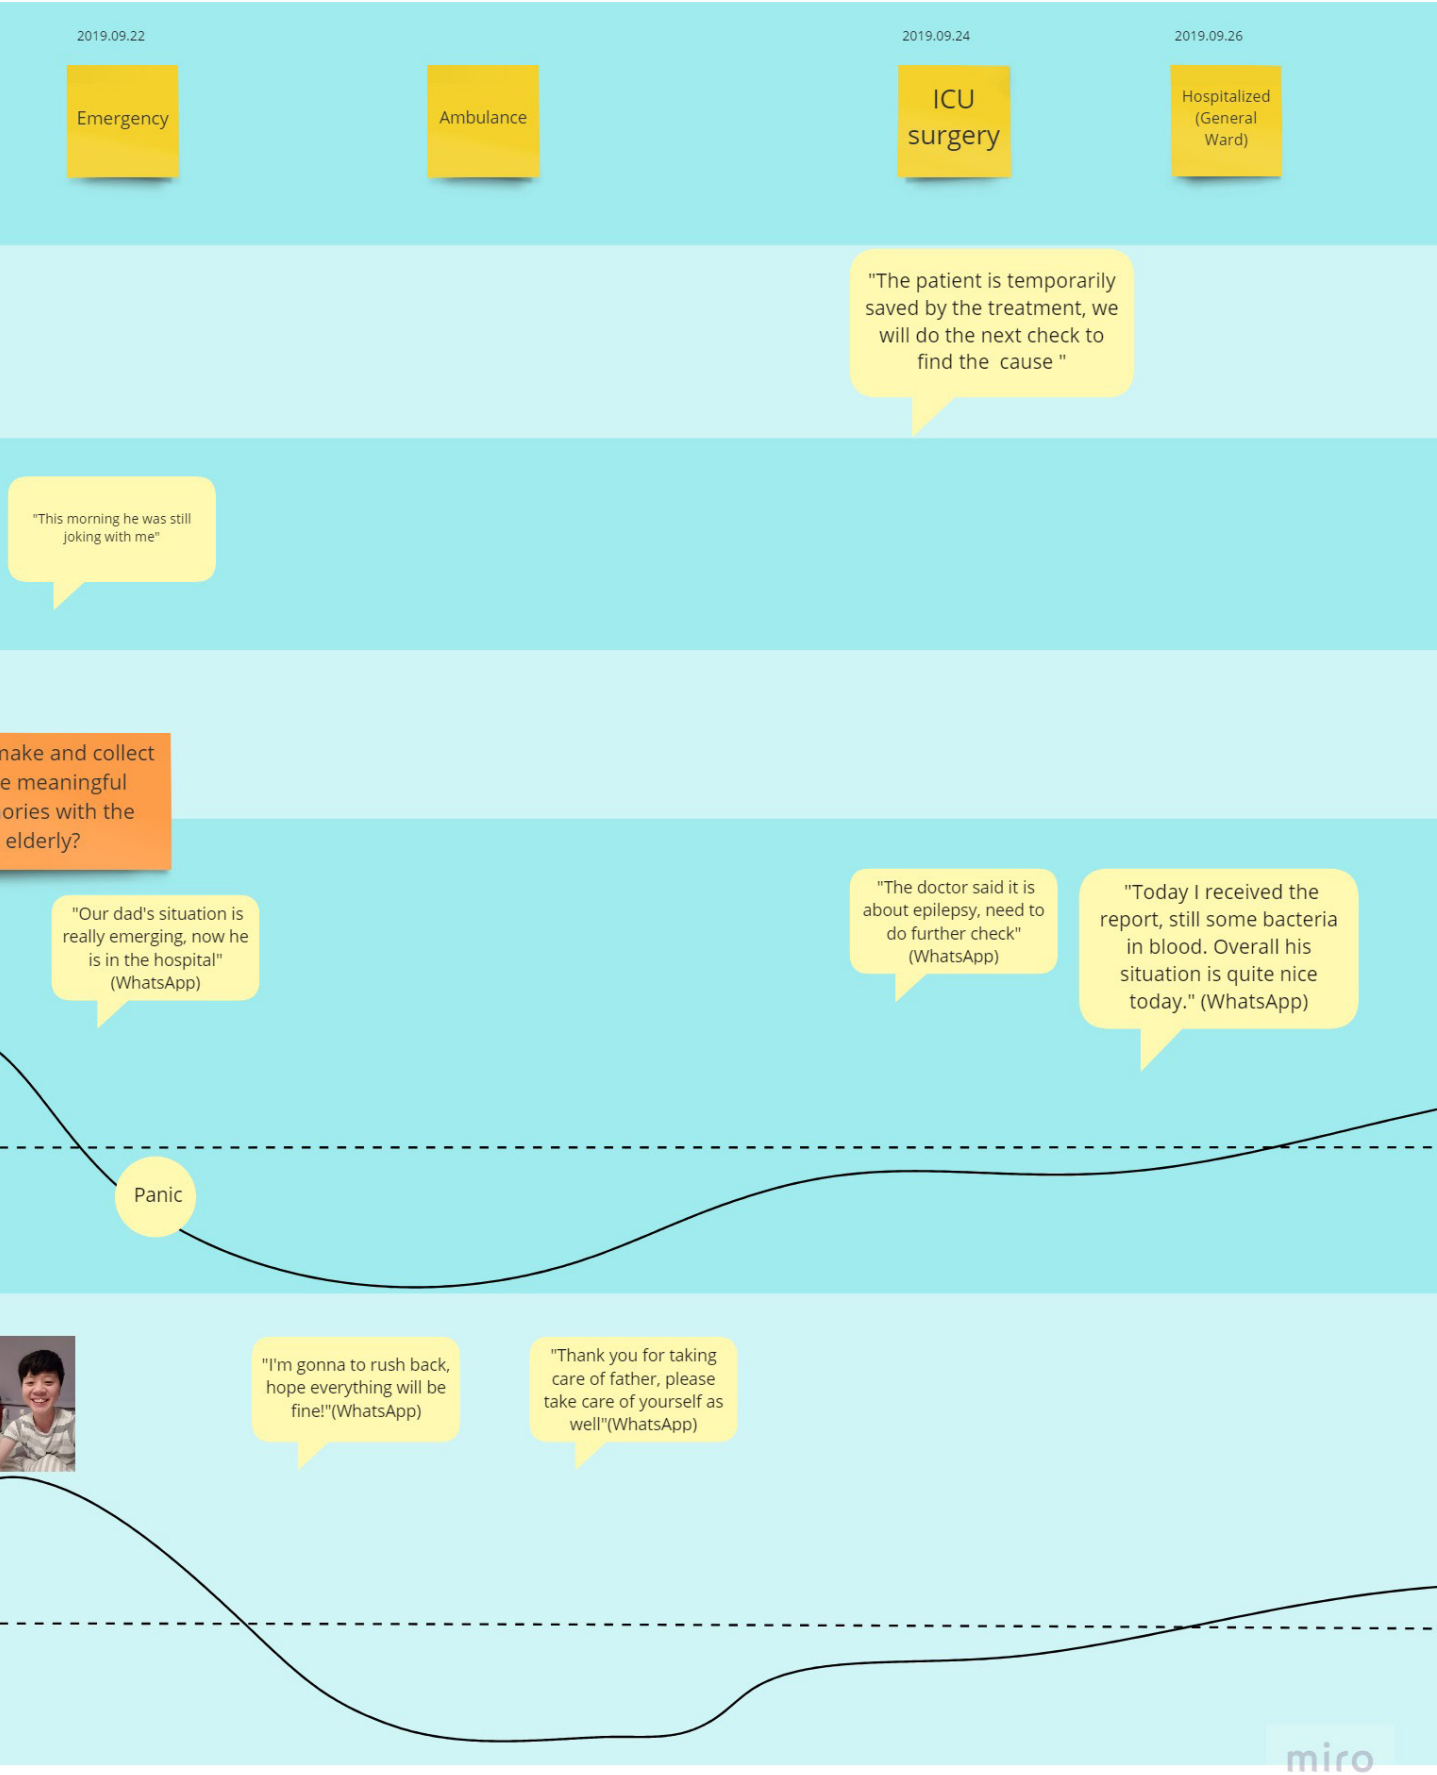 2019.09.22
2019.09.24
2019.09.26
Emergency
Ambulance
ICU
surgery
Hospitalized
(General
Ward)
"The patient is temporarily
saved by the treatment, we
will do the next check to
find the  cause "
"This morning he was still
joking with me"
make and collect
e meaningful
ories with the
elderly?
"Our dad's situation is
really emerging, now he
is in the hospital"
(WhatsApp)
"The doctor said it is
about epilepsy, need to
do further check"
(WhatsApp)
"Today I received the
report, still some bacteria
in blood. Overall his
situation is quite nice
today." (WhatsApp)
Panic
"I'm gonna to rush back,
hope everything will be
fine!"(WhatsApp)
"Thank you for taking
care of father, please
take care of yourself as
well"(WhatsApp)
miro